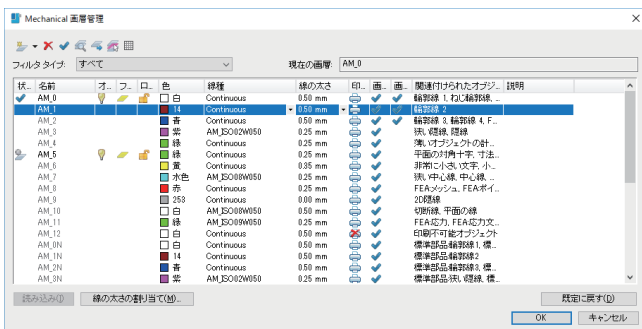 Mechanical 画層管理
フィルタ タイプ: すべて 現在の画層: AM_0
状... 名前 オ... フ... ロ... 色 線種 線の太さ 印... 画... 画... 関連付けられたオブジ... 説明
AM_0 白 Continuous 0.50 mm 輪郭線 1, ねじ輪郭線, ...
AM_1 14 Continuous 0.50 mm 輪郭線 2
AM_2 青 Continuous 0.50 mm 輪郭線 3, 輪郭線 4, F...
AM_3 紫 AM_ISO02W050 0.25 mm 狭い隠線, 隠線
AM_4 緑 Continuous 0.25 mm 薄いオブジェクトの計...
AM_5 緑 Continuous 0.25 mm 平面の対角十字, 寸法...
AM_6 黄 Continuous 0.35 mm 非常に小さい文字, 小...
AM_7 水色 AM_ISO08W050 0.25 mm 狭い中心線, 中心線, ...
AM_8 赤 Continuous 0.25 mm FEAメッシュ, FEAボイ...
AM_9 253 Continuous 0.00 mm 2D隠線
AM_10 白 AM_ISO08W050 0.50 mm 切断線, 平面の線
AM_11 緑 AM_ISO09W050 0.25 mm FEA応力, FEA応力文...
AM_12 白 Continuous 0.50 mm 印刷不可能オブジェクト
AM_0N 白 Continuous 0.50 mm 標準部品輪郭線1, 標...
AM_1N 14 Continuous 0.50 mm 標準部品輪郭線2
AM_2N 青 Continuous 0.50 mm 標準部品輪郭線3, 標...
AM_3N 紫 AM_ISO02W050 0.25 mm 標準部品狭い隠線, 標...
読み込み(I) 線の太さの割り当て(M)... 既定に戻す(D)
OK キャンセル